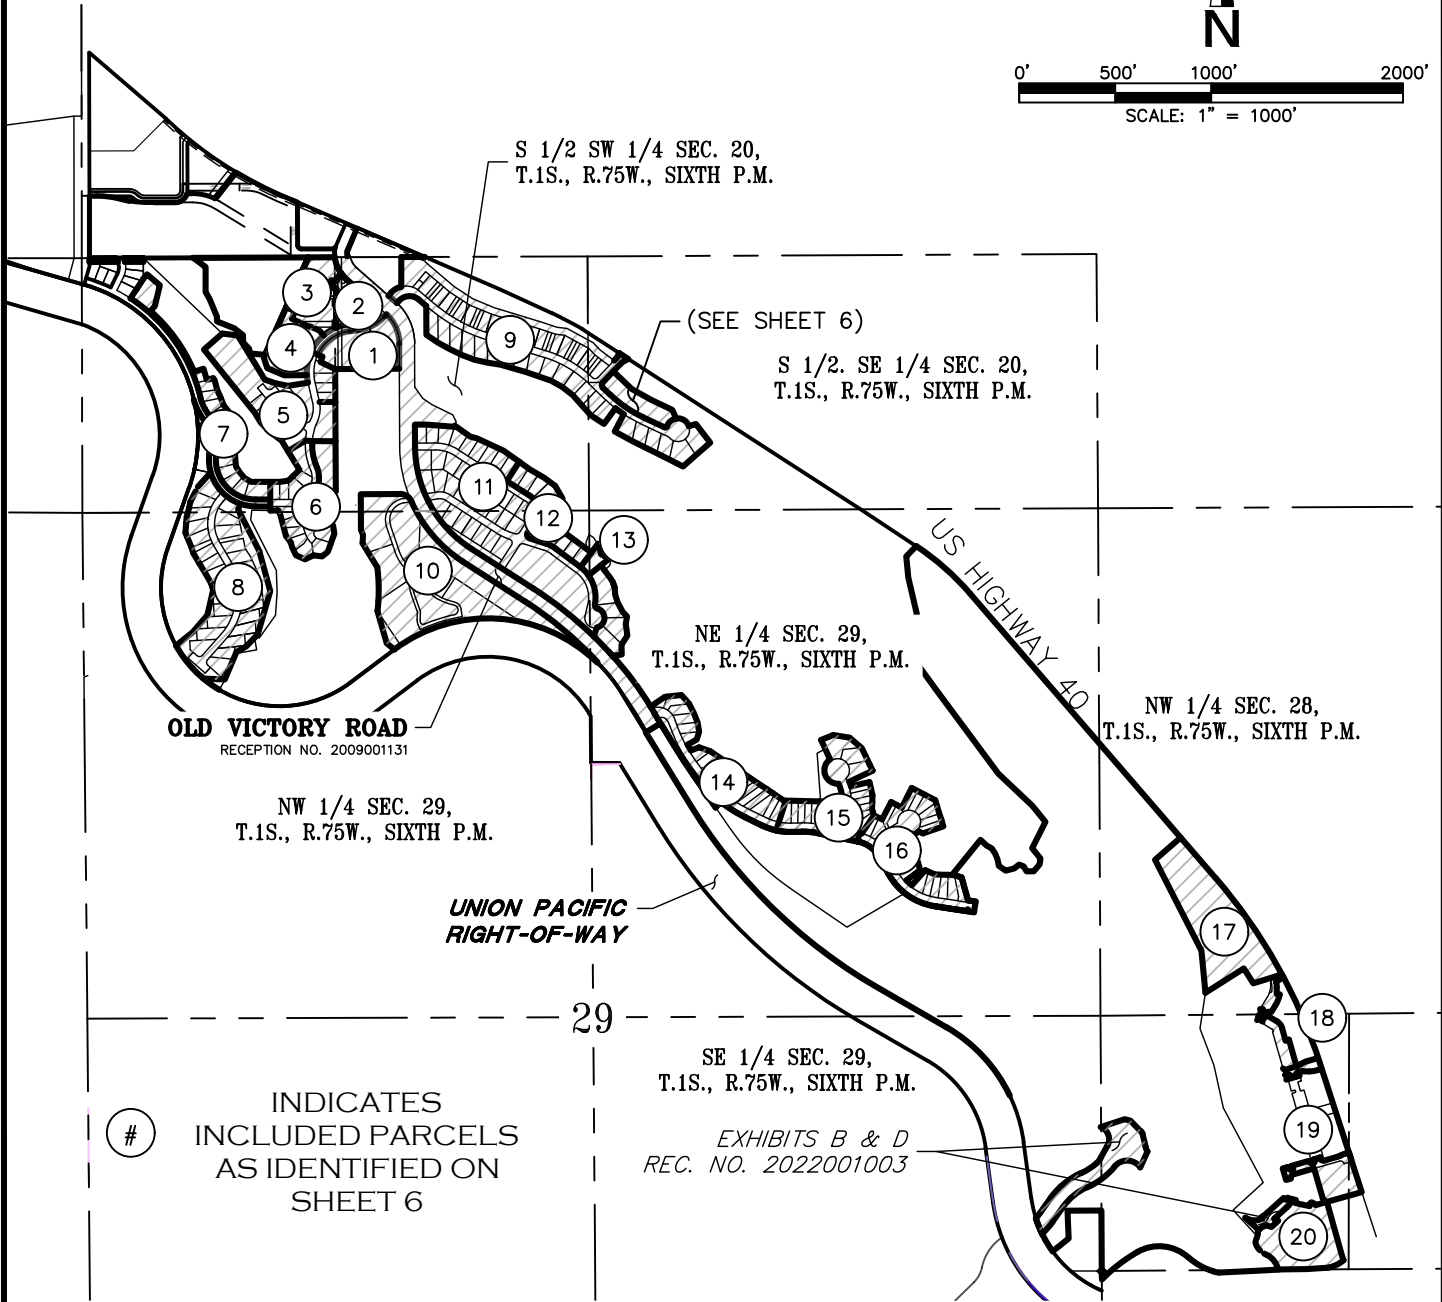 N
0' 500' 1000' 2000'
SCALE: 1" = 1000'
S 1/2 SW 1/4 SEC. 20,
T.1S., R.75W., SIXTH P.M.
(SEE SHEET 6)
S 1/2. SE 1/4 SEC. 20,
T.1S., R.75W., SIXTH P.M.
3
2
9
4
1
5
7
11
6
12
13
10
8
US HIGHWAY 40
NE 1/4 SEC. 29,
T.1S., R.75W., SIXTH P.M.
NW 1/4 SEC. 28,
T.1S., R.75W., SIXTH P.M.
OLD VICTORY ROAD
RECEPTION NO. 2009001131
NW 1/4 SEC. 29,
T.1S., R.75W., SIXTH P.M.
14
15
16
UNION PACIFIC
RIGHT-OF-WAY
17
29
18
SE 1/4 SEC. 29,
T.1S., R.75W., SIXTH P.M.
#
INDICATES
INCLUDED PARCELS
AS IDENTIFIED ON
SHEET 6
EXHIBITS B & D
REC. NO. 2022001003
19
20